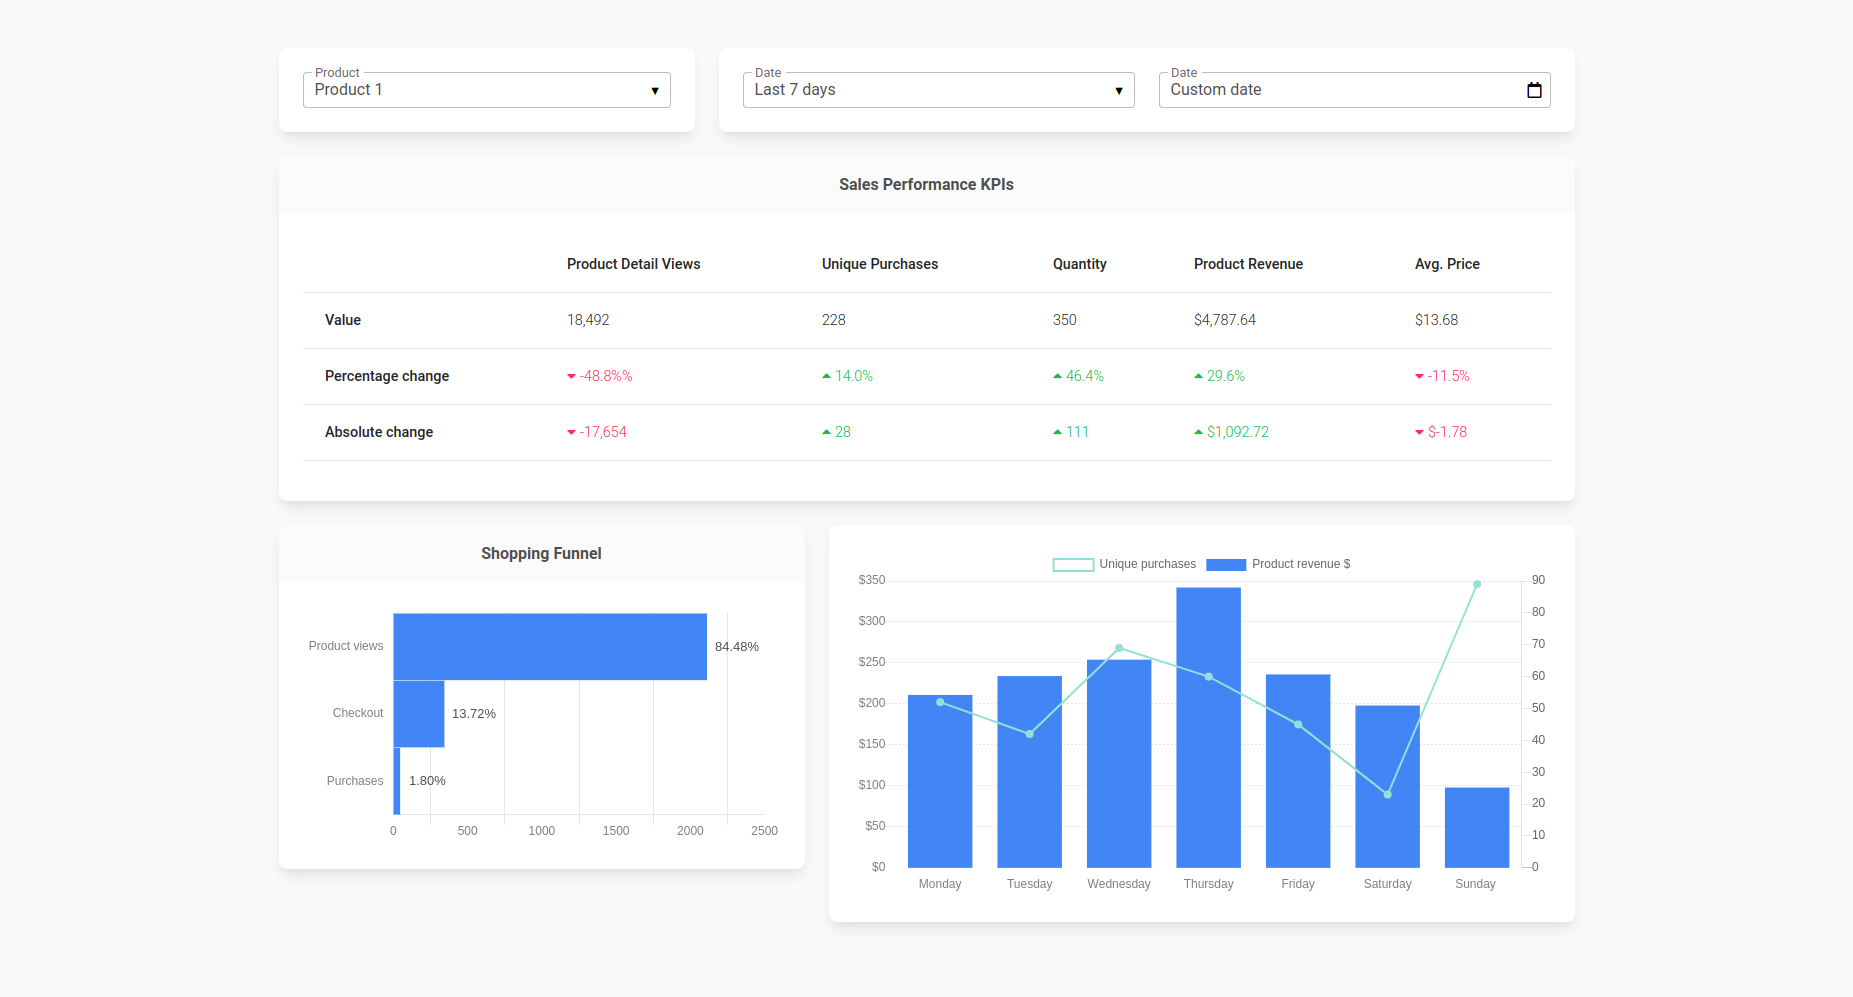 Product
Product 1
Date
Last 7 days
Date
Custom date
Sales Performance KPIs
Product Detail Views Unique Purchases Quantity Product Revenue Avg. Price
Value 18,492 228 350 $4,787.64 $13.68
Percentage change -48.8%% 14.0% 46.4% 29.6% -11.5%
Absolute change -17,654 28 111 $1,092.72 $-1.78
Shopping Funnel
Product views 84.48%
Checkout 13.72%
Purchases 1.80%
0 500 1000 1500 2000 2500
Unique purchases Product revenue $
$350 90
80
$300
70
$250
60
$200
50
$150
40
$100
30
20
$50
10
$0 0
Monday Tuesday Wednesday Thursday Friday Saturday Sunday